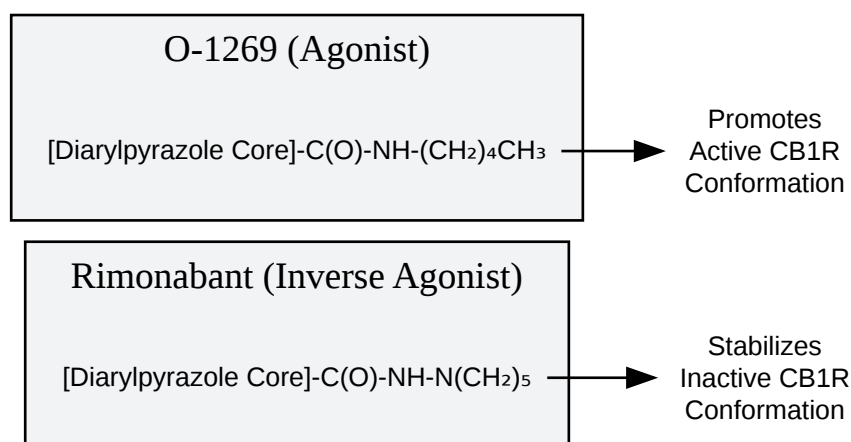 O-1269 (Agonist)
[Diarylpyrazole Core]-C(O)-NH-(CH₂)₄CH₃
Promotes
Active CB1R
Conformation
Rimonabant (Inverse Agonist)
[Diarylpyrazole Core]-C(O)-NH-N(CH₂)₅
Stabilizes
Inactive CB1R
Conformation